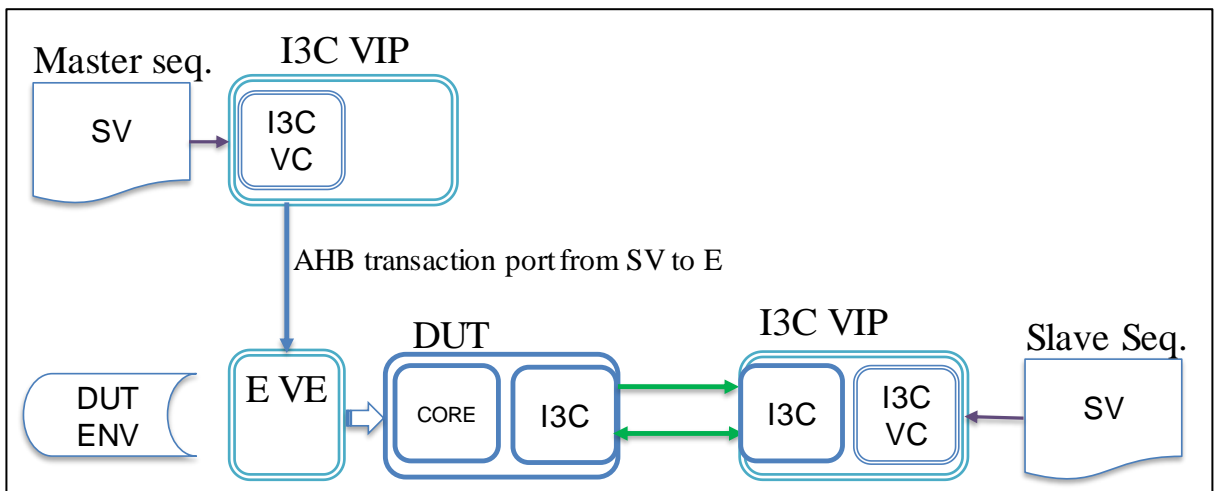 Master seq.
I3C VIP
SV
I3C
VC
AHB transaction port from SV to E
DUT
I3C VIP
Slave Seq.
DUT
ENV
E VE
CORE
I3C
I3C
I3C
VC
SV